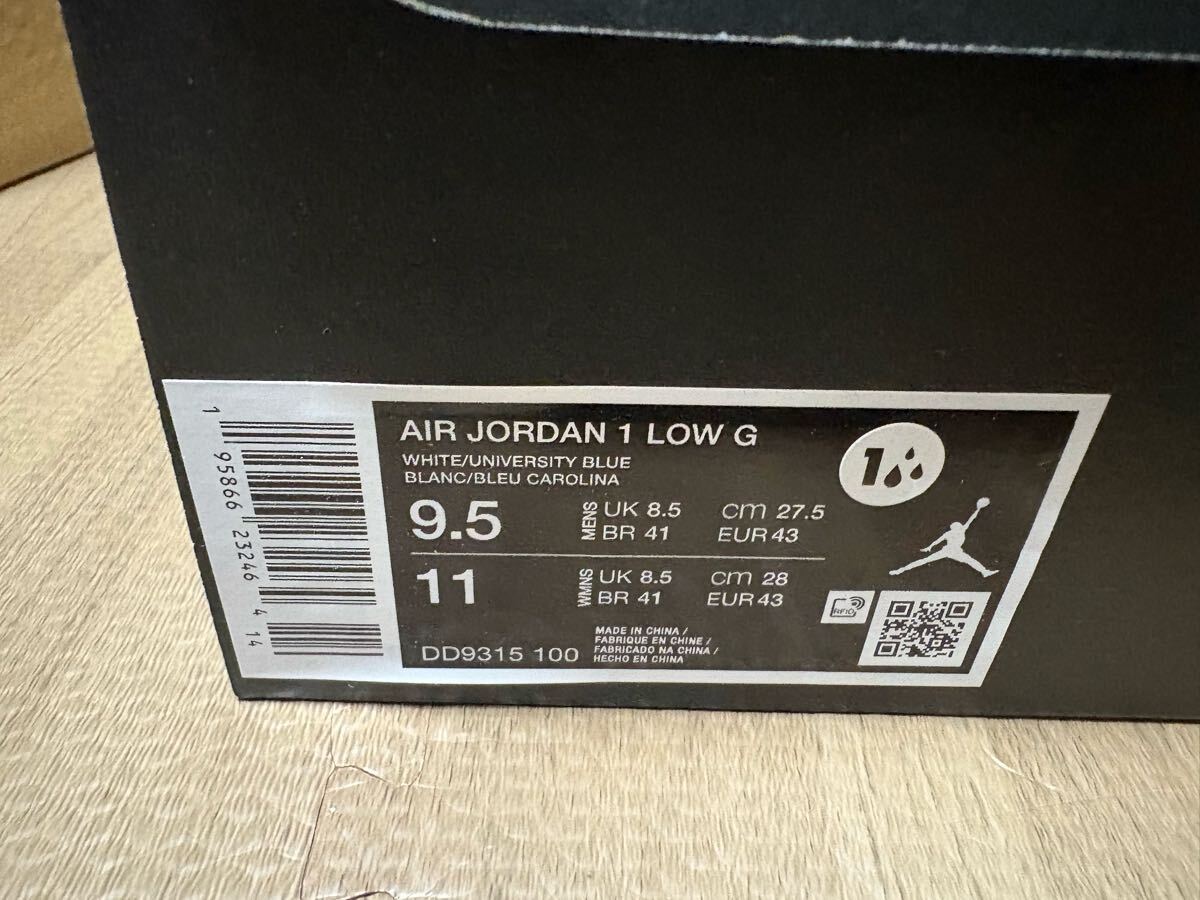 AIR JORDAN 1 LOW G
WHITE/UNIVERSITY BLUE
BLANC/BLEU CAROLINA
9.5 MENS UK 8.5 cm 27.5
BR 41 EUR 43
11 WMNS UK 8.5 cm 28
BR 41 EUR 43
DD9315 100
MADE IN CHINA /
FABRIQUE EN CHINE /
FABRICADO NA CHINA /
HECHO EN CHINA
1
RFID
1 95866 23246 4 14